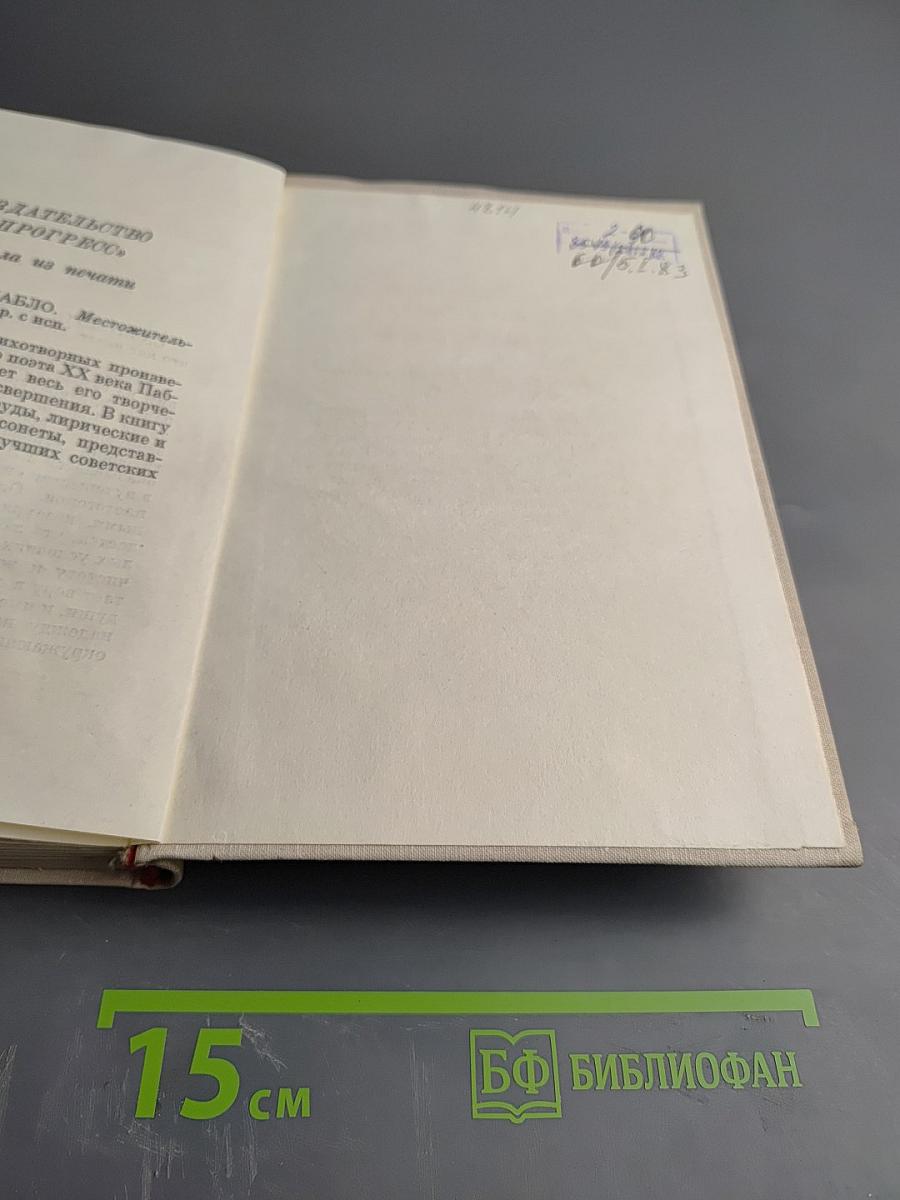 ЗДАТЕЛЬСТВО
ПРОГРЕСС»
ла из печати
АБЛО. Местожитель-
р. с исп.
ихотворных произве-
о поэта XX века Паб-
ет весь его творче-
свершения. В книгу
уды, лирические и
сонеты, представ-
учших советских
2-60
15 см
БФ БИБЛИОФАН